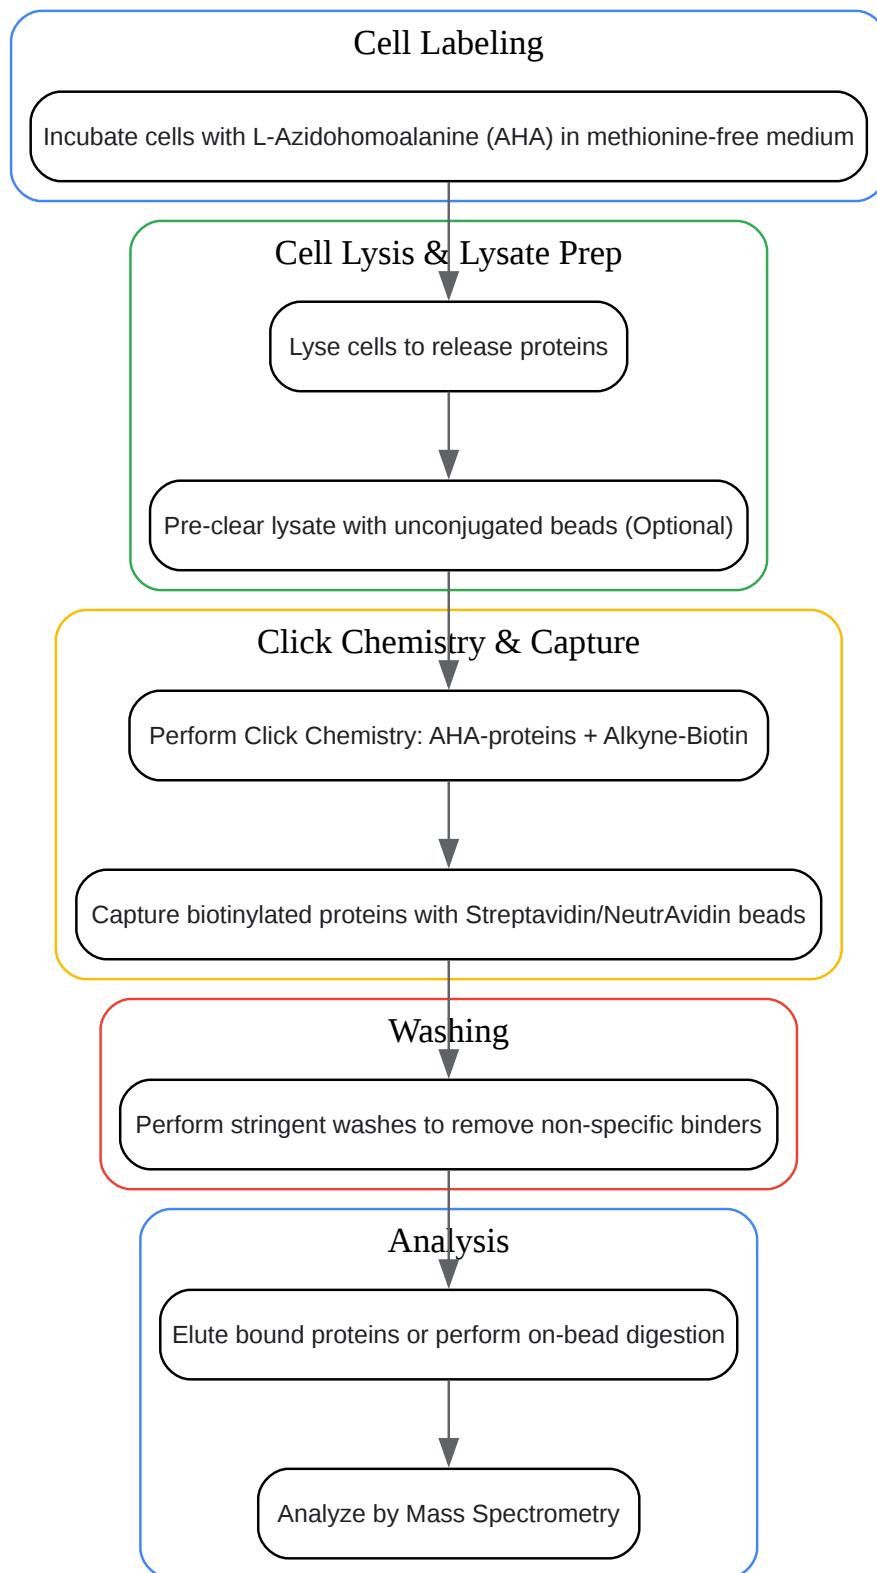 Cell Labeling
Incubate cells with L-Azidohomoalanine (AHA) in methionine-free medium
Cell Lysis & Lysate Prep
Lyse cells to release proteins
Pre-clear lysate with unconjugated beads (Optional)
Click Chemistry & Capture
Perform Click Chemistry: AHA-proteins + Alkyne-Biotin
Capture biotinylated proteins with Streptavidin/NeutrAvidin beads
Washing
Perform stringent washes to remove non-specific binders
Analysis
Elute bound proteins or perform on-bead digestion
Analyze by Mass Spectrometry